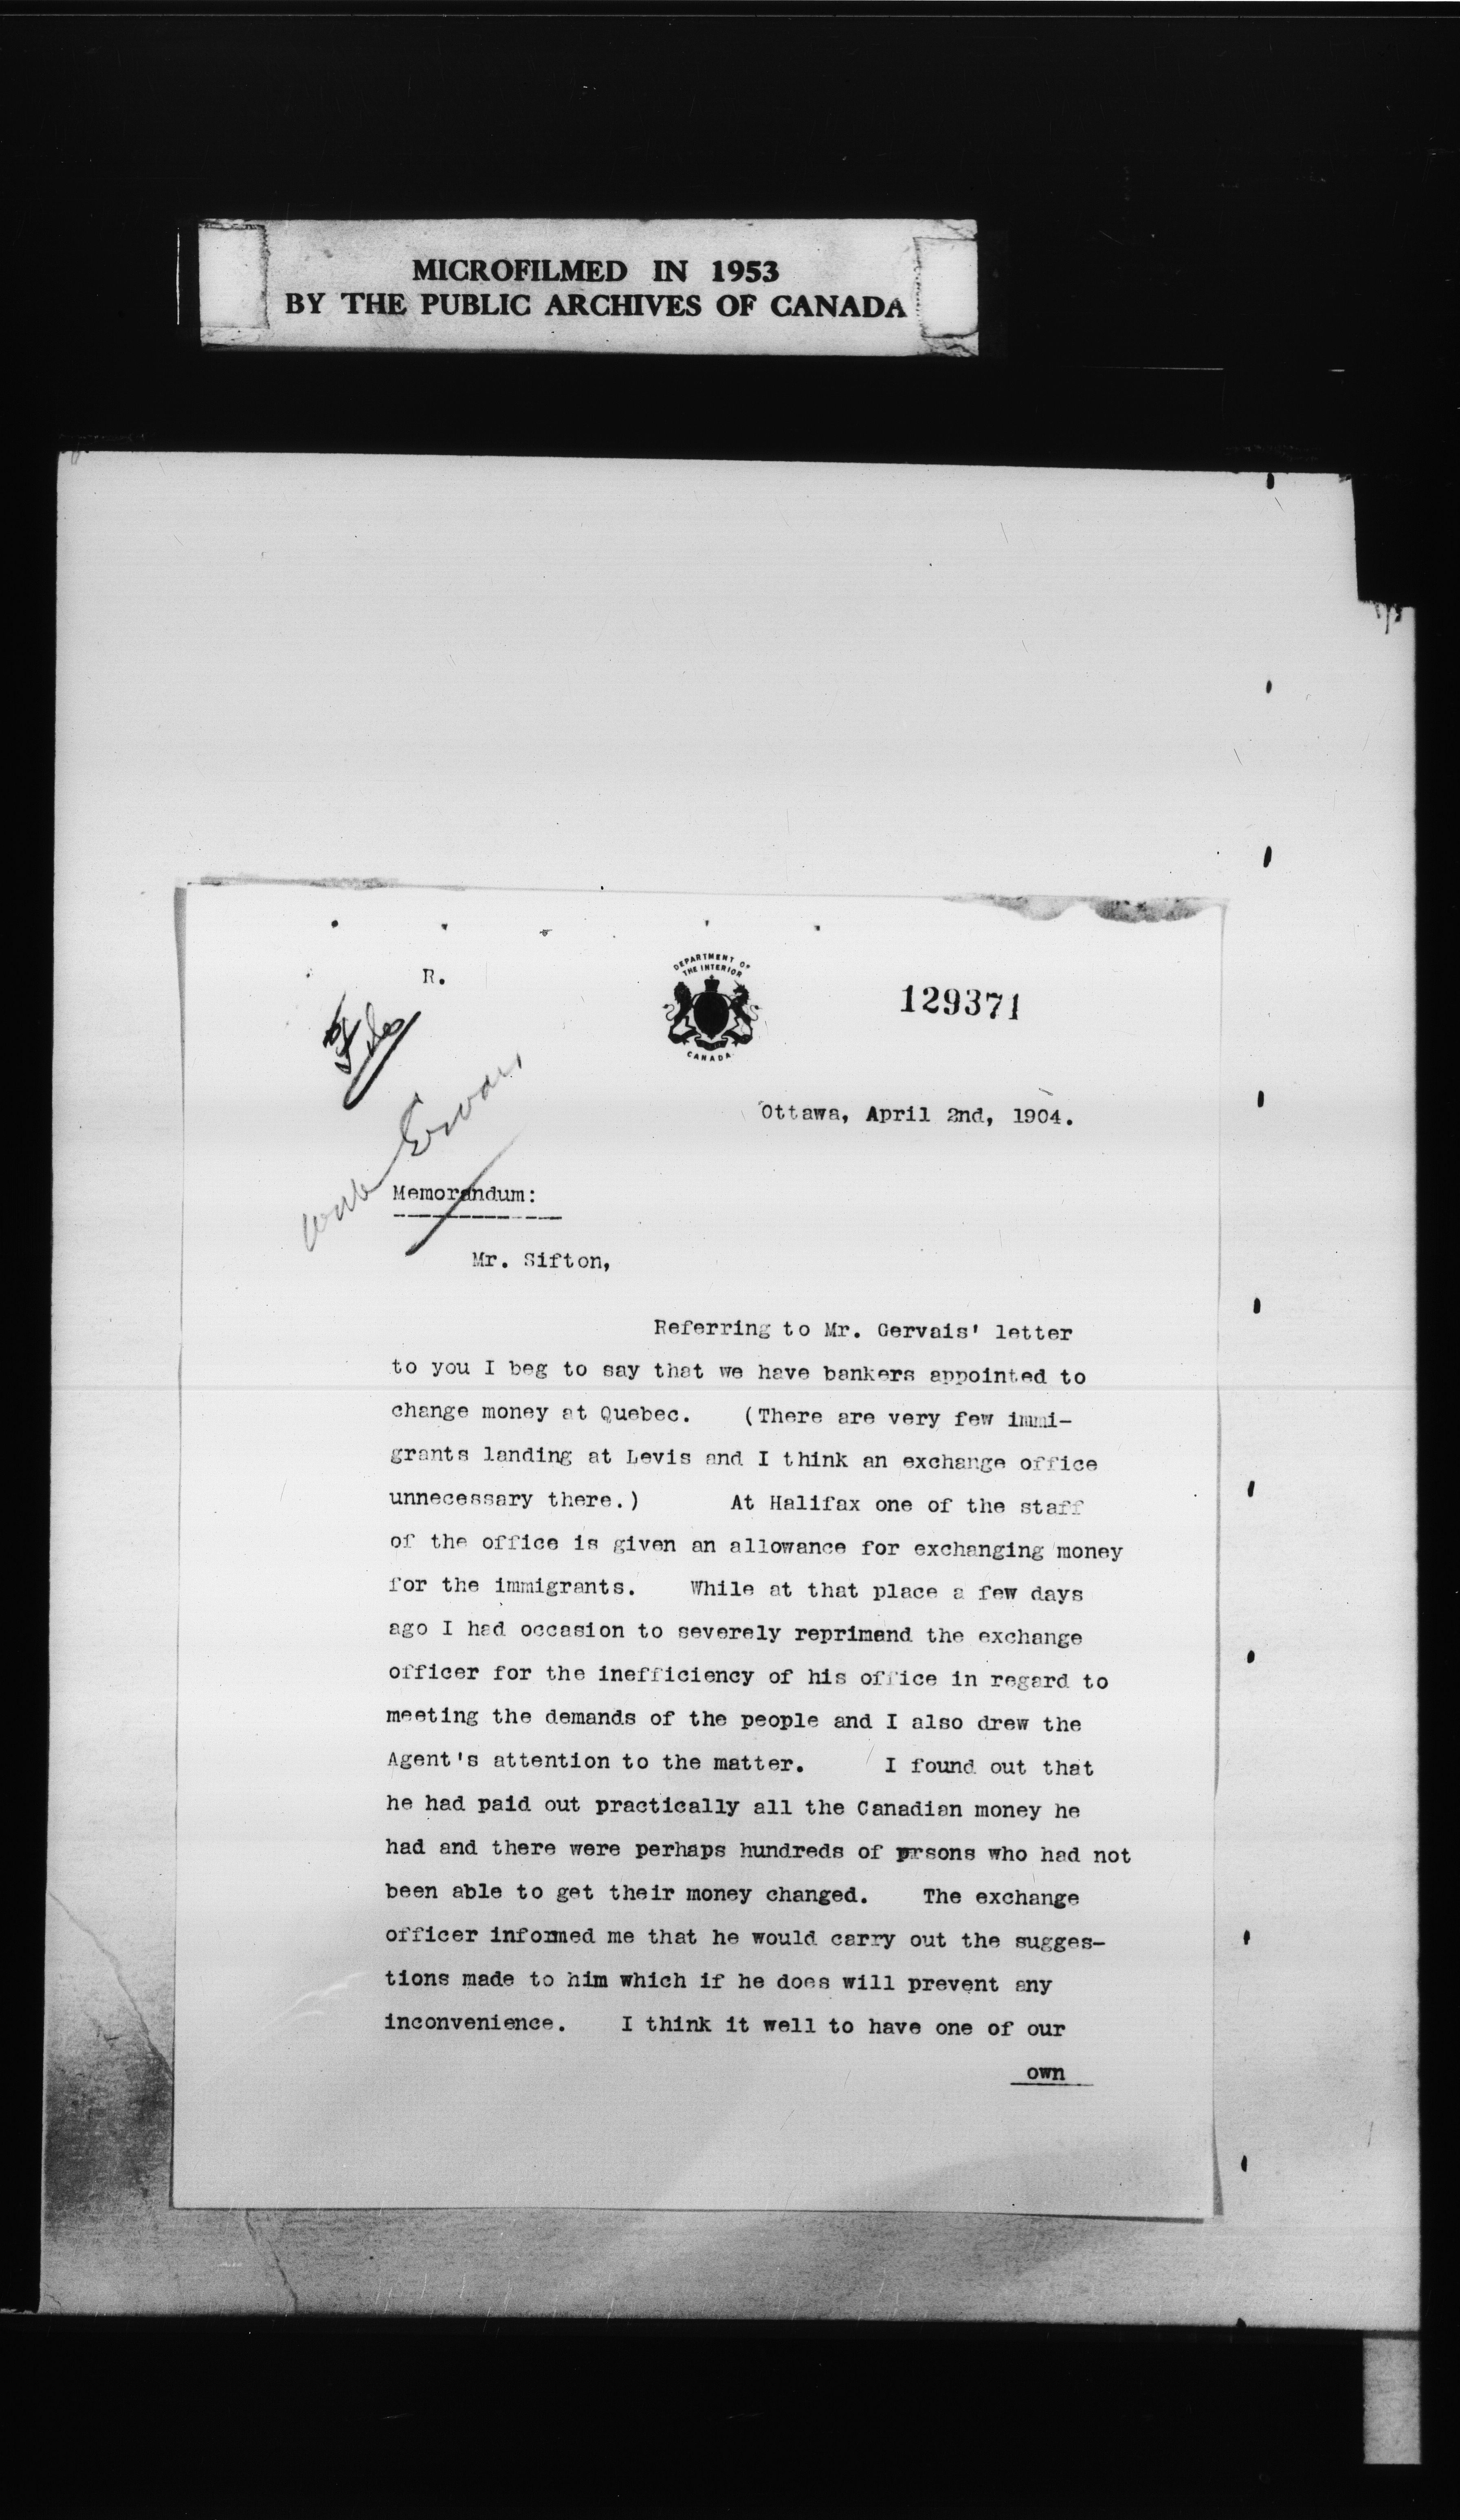 MICROFILMED IN 1953
BY THE PUBLIC ARCHIVES OF CANADA
R.
DEPARTMENT OF
THE INTERIOR
CANADA
129371
File
Ottawa, April 2nd, 1904.
Memorandum:
Mr. Sifton,
Referring to Mr. Gervais' letter
to you I beg to say that we have bankers appointed to
change money at Quebec. (There are very few immi-
grants landing at Levis and I think an exchange office
unnecessary there.) At Halifax one of the staff
of the office is given an allowance for exchanging money
for the immigrants. While at that place a few days
ago I had occasion to severely reprimand the exchange
officer for the inefficiency of his office in regard to
meeting the demands of the people and I also drew the
Agent's attention to the matter. I found out that
he had paid out practically all the Canadian money he
had and there were perhaps hundreds of prsons who had not
been able to get their money changed. The exchange
officer informed me that he would carry out the sugges-
tions made to him which if he does will prevent any
inconvenience. I think it well to have one of our
own